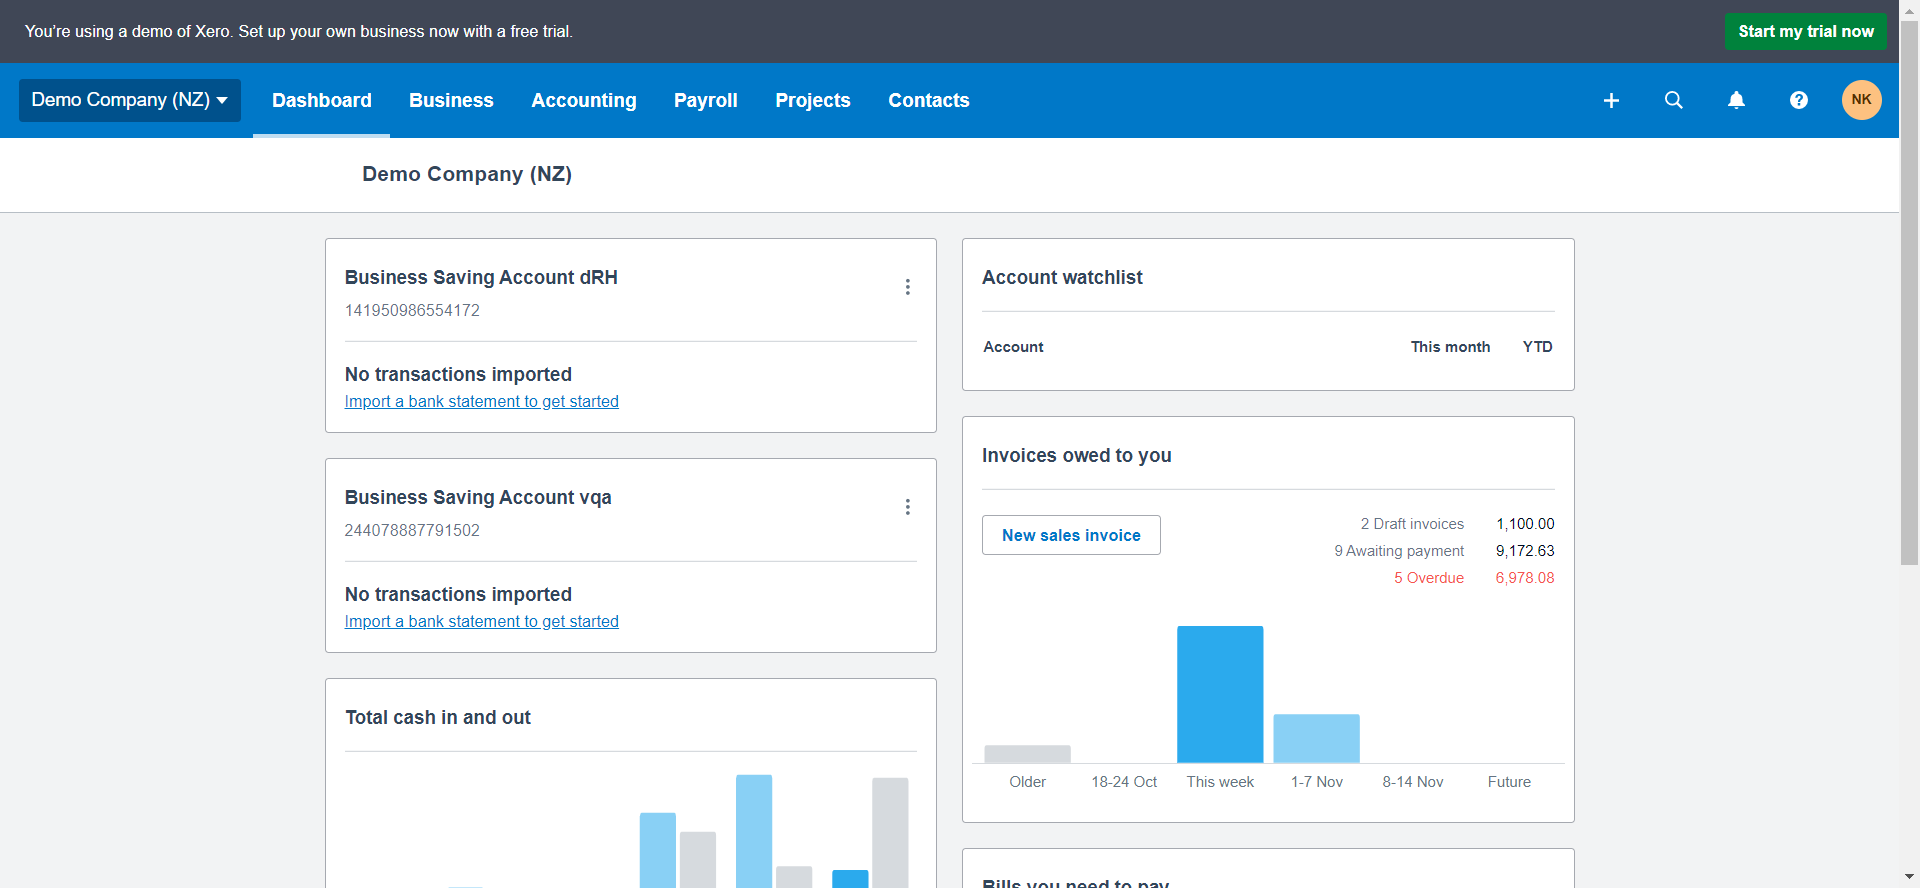 You're using a demo of Xero. Set up your own business now with a free trial.
Start my trial now
Demo Company (NZ)
Dashboard
Business
Accounting
Payroll
Projects
Contacts
NK
Demo Company (NZ)
Business Saving Account dRH
141950986554172
No transactions imported
Import a bank statement to get started
Business Saving Account vqa
244078887791502
No transactions imported
Import a bank statement to get started
Total cash in and out
Account watchlist
Account This month YTD
Invoices owed to you
New sales invoice
2 Draft invoices 1,100.00
9 Awaiting payment 9,172.63
5 Overdue 6,978.08
Older 18-24 Oct This week 1-7 Nov 8-14 Nov Future
Bills you need to pay